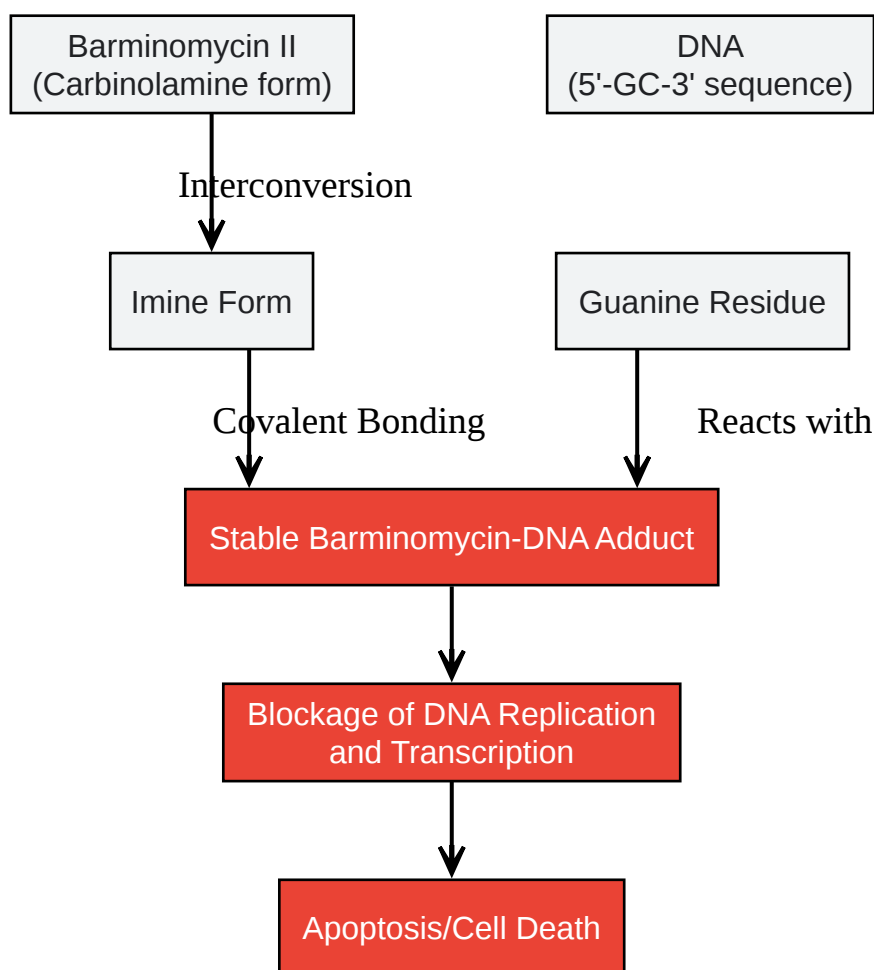 Barminomycin II
(Carbinolamine form)
DNA
(5'-GC-3' sequence)
Interconversion
Imine Form
Guanine Residue
Covalent Bonding
Reacts with
Stable Barminomycin-DNA Adduct
Blockage of DNA Replication
and Transcription
Apoptosis/Cell Death